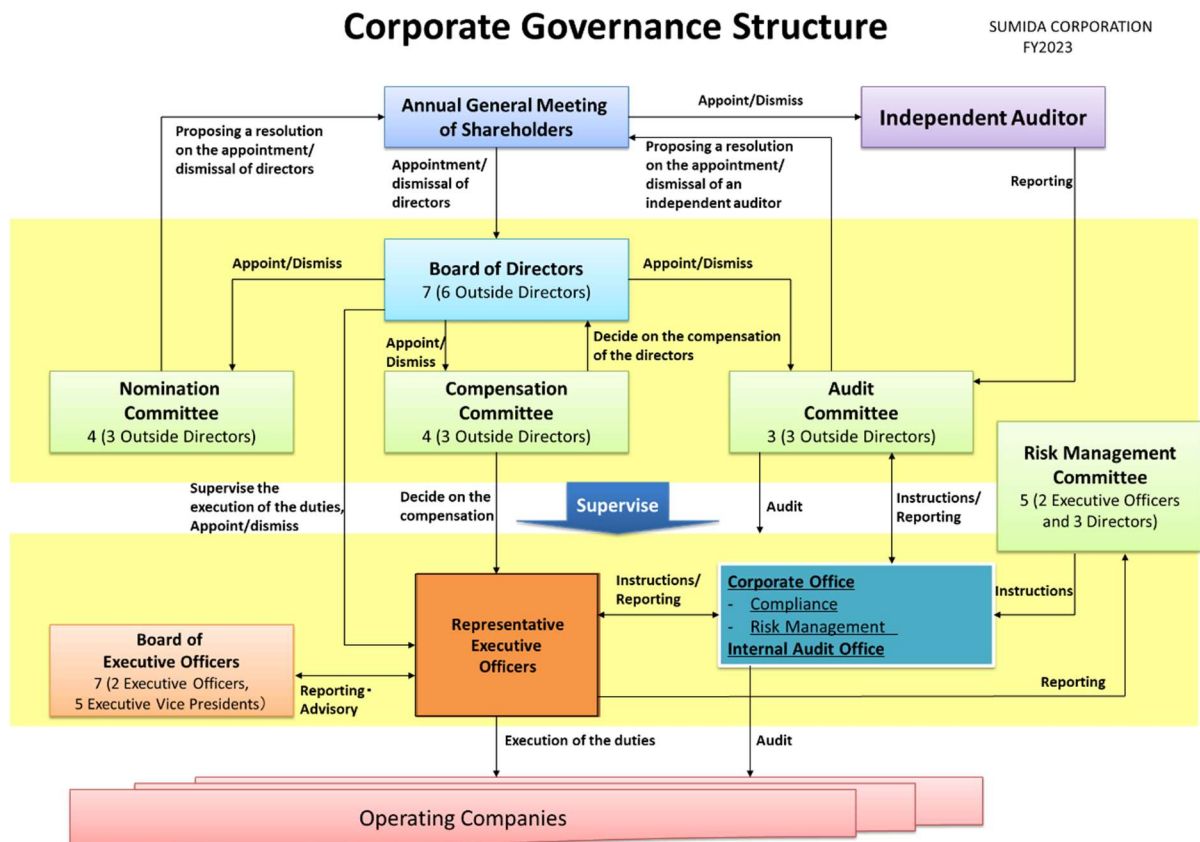 Corporate Governance Structure
SUMIDA CORPORATION
FY2023
Annual General Meeting
of Shareholders
Appoint/Dismiss
Independent Auditor
Proposing a resolution
on the appointment/
dismissal of directors
Appointment/
dismissal of
directors
Proposing a resolution
on the appointment/
dismissal of an
independent auditor
Reporting
Appoint/Dismiss
Board of Directors
7 (6 Outside Directors)
Appoint/Dismiss
Appoint/
Dismiss
Decide on the compensation
of the directors
Nomination
Committee
4 (3 Outside Directors)
Compensation
Committee
4 (3 Outside Directors)
Audit
Committee
3 (3 Outside Directors)
Risk Management
Committee
5 (2 Executive Officers
and 3 Directors)
Supervise the
execution of the duties,
Appoint/dismiss
Decide on the
compensation
Supervise
Audit
Instructions/
Reporting
Instructions/
Reporting
Corporate Office
- Compliance
- Risk Management
Internal Audit Office
Instructions
Representative
Executive
Officers
Board of
Executive Officers
7 (2 Executive Officers,
5 Executive Vice Presidents）
Reporting・
Advisory
Reporting
Execution of the duties
Audit
Operating Companies